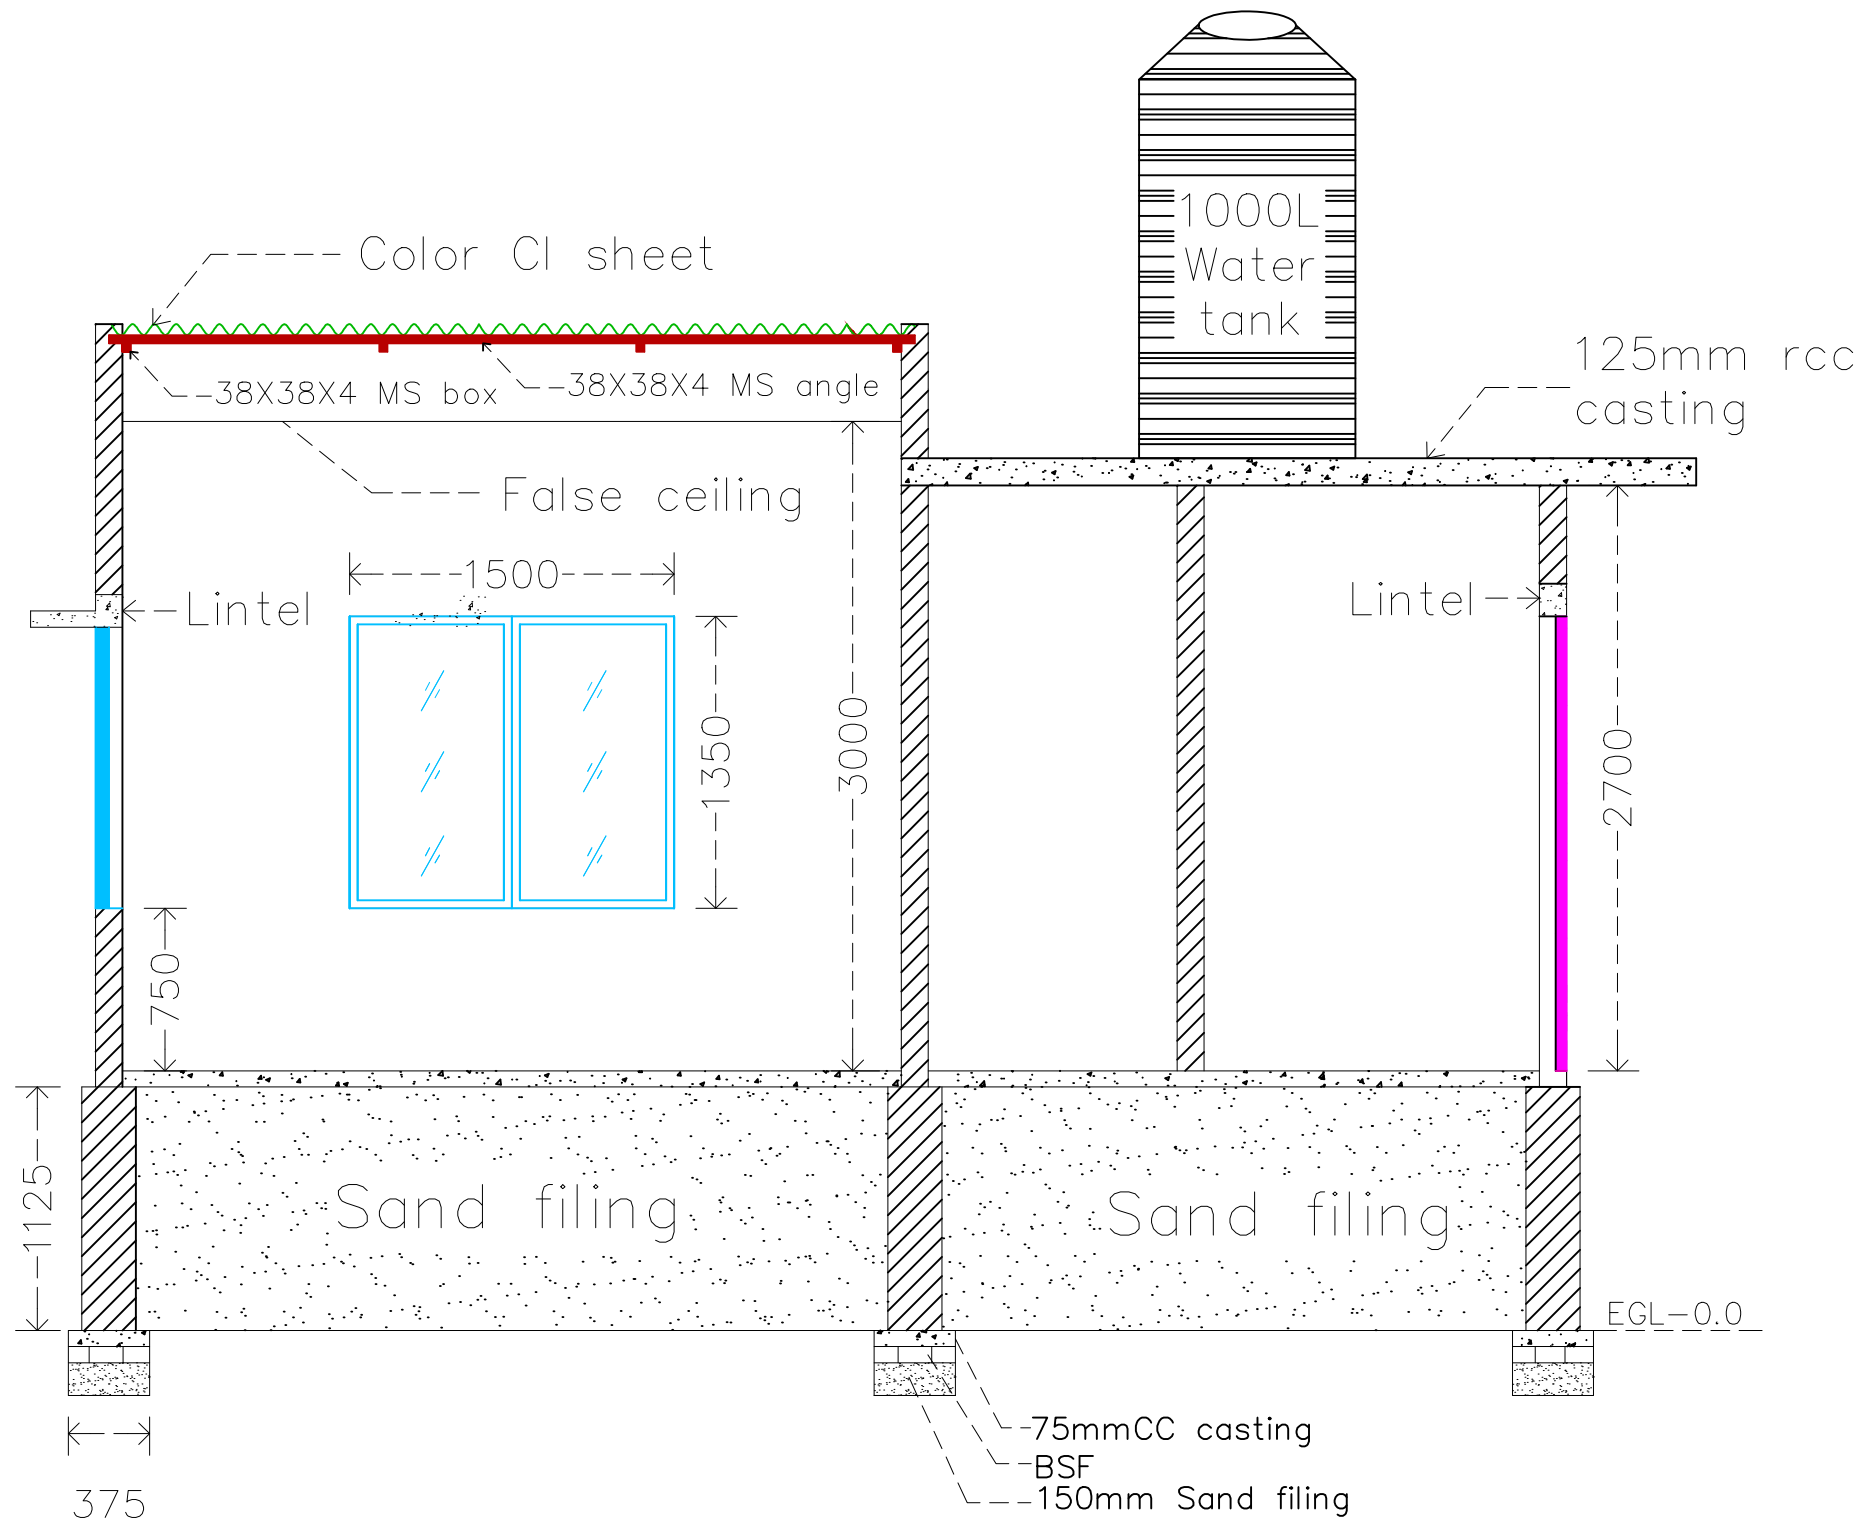 1000L
Water
tank
Color CI sheet
125mm rcc
casting
38X38X4 MS box
38X38X4 MS angle
False ceiling
1500
Lintel
Lintel
1350
3000
2700
750
1125
Sand filing
Sand filing
EGL-0.0
75mmCC casting
BSF
150mm Sand filing
375